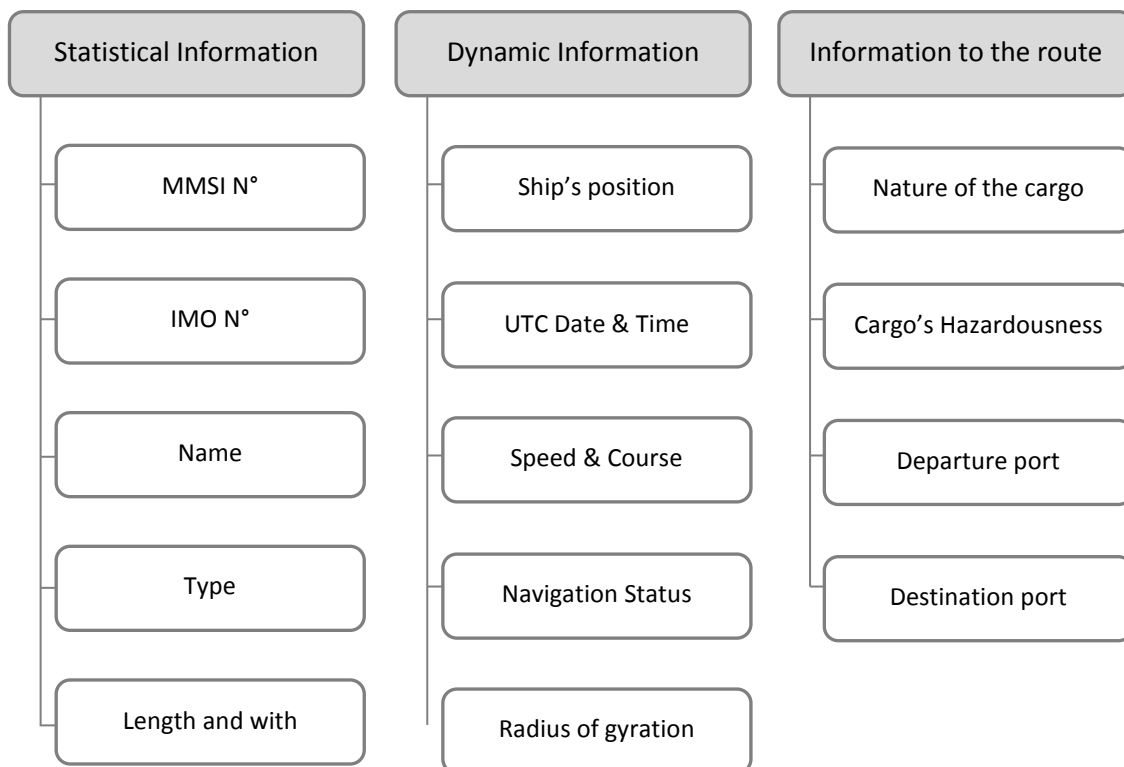 Statistical Information
MMSI N°
IMO N°
Name
Type
Length and with
Dynamic Information
Ship’s position
UTC Date & Time
Speed & Course
Navigation Status
Radius of gyration
Information to the route
Nature of the cargo
Cargo’s Hazardousness
Departure port
Destination port